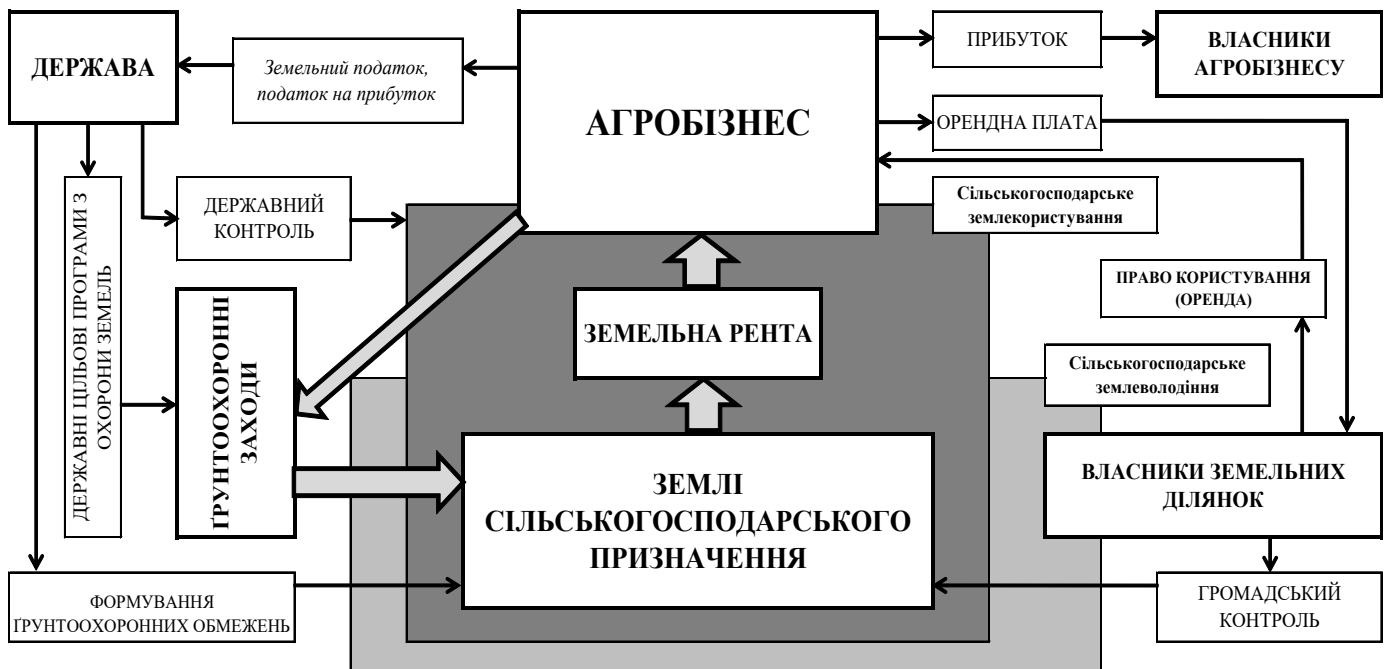 ДЕРЖАВА
Земельний податок,
податок на прибуток
АГРОБІЗНЕС
ПРИБУТОК
ВЛАСНИКИ
АГРОБІЗНЕСУ
ОРЕНДНА ПЛАТА
Сільськогосподарське
землекористування
ДЕРЖАВНИЙ
КОНТРОЛЬ
ДЕРЖАВНІ ЦІЛЬОВІ ПРОГРАМИ З
ОХОРОНИ ЗЕМЕЛЬ
ҐРУНТООХОРОННІ
ЗАХОДИ
ЗЕМЕЛЬНА РЕНТА
ПРАВО КОРИСТУВАННЯ
(ОРЕНДА)
Сільськогосподарське
землеволодіння
ЗЕМЛІ
СІЛЬСЬКОГОСПОДАРСЬКОГО
ПРИЗНАЧЕННЯ
ВЛАСНИКИ ЗЕМЕЛЬНИХ
ДІЛЯНОК
ФОРМУВАННЯ
ҐРУНТООХОРОННИХ ОБМЕЖЕНЬ
ГРОМАДСЬКИЙ
КОНТРОЛЬ